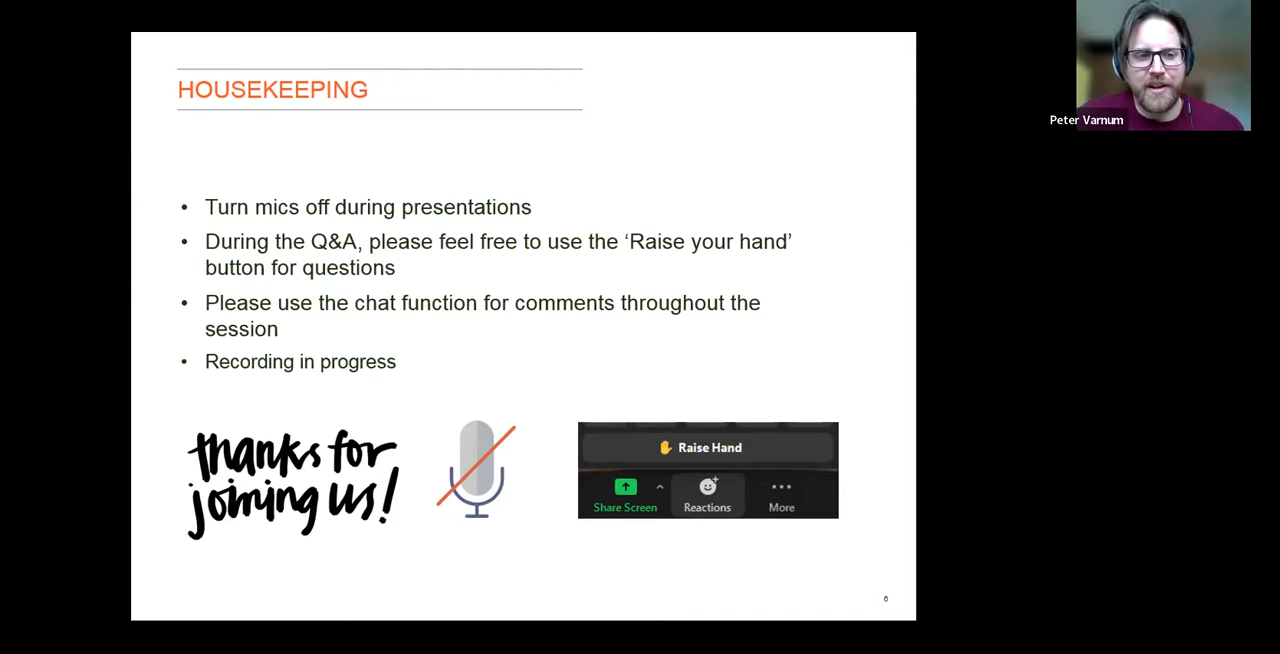 HOUSEKEEPING
Peter Varnum
• Turn mics off during presentations
• During the Q&A, please feel free to use the ‘Raise your hand’
button for questions
• Please use the chat function for comments throughout the
session
• Recording in progress
thanks for
joining us!
Raise Hand
Share Screen
Reactions
More
6